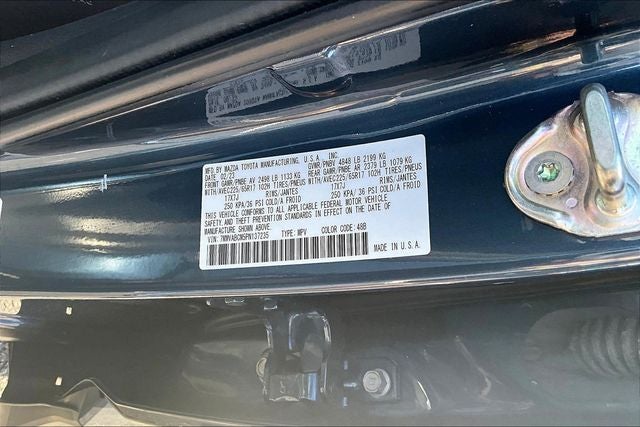 MFD. BY MAZDA TOYOTA MANUFACTURING, U.S.A., INC.
DATE: 02/23 GVWR/PNBV 4848 LB 2199 KG
FRONT GAWR/PNBE AV 2498 LB 1133 KG REAR GAWR/PNBE AR 2379 LB 1079 KG
WITH/AVEC225/65R17 102H TIRES/PNEUS WITH/AVEC225/65R17 102H TIRES/PNEUS
17X7J RIMS/JANTES 17X7J RIMS/JANTES
250 KPA/36 PSI COLD/A FROID 250 KPA/ 36 PSI COLD/A FROID
THIS VEHICLE CONFORMS TO ALL APPLICABLE FEDERAL MOTOR VEHICLE
SAFETY AND THEFT PREVENTION STANDARDS IN EFFECT ON THE DATE OF
MANUFACTURE SHOWN ABOVE.
VIN: 7MMVABCM5PN137235 TYPE: MPV COLOR CODE: 48B
MADE IN U.S.A.